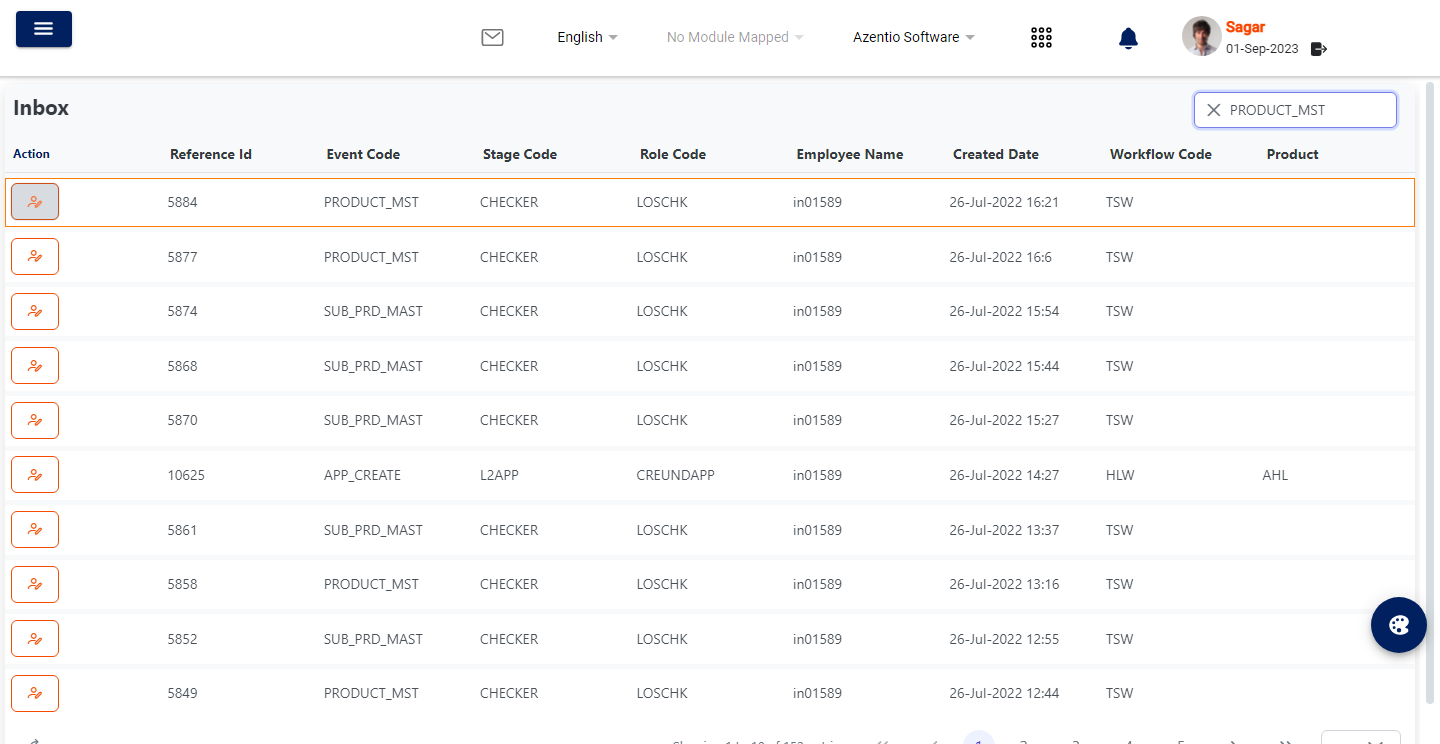 English No Module Mapped Azentio Software Sagar
01-Sep-2023
Inbox PRODUCT_MST
Action Reference Id Event Code Stage Code Role Code Employee Name Created Date Workflow Code Product
5884 PRODUCT_MST CHECKER LOSCHK in01589 26-Jul-2022 16:21 TSW
5877 PRODUCT_MST CHECKER LOSCHK in01589 26-Jul-2022 16:6 TSW
5874 SUB_PRD_MAST CHECKER LOSCHK in01589 26-Jul-2022 15:54 TSW
5868 SUB_PRD_MAST CHECKER LOSCHK in01589 26-Jul-2022 15:44 TSW
5870 SUB_PRD_MAST CHECKER LOSCHK in01589 26-Jul-2022 15:27 TSW
10625 APP_CREATE L2APP CREUNDAPP in01589 26-Jul-2022 14:27 HLW AHL
5861 SUB_PRD_MAST CHECKER LOSCHK in01589 26-Jul-2022 13:37 TSW
5858 PRODUCT_MST CHECKER LOSCHK in01589 26-Jul-2022 13:16 TSW
5852 SUB_PRD_MAST CHECKER LOSCHK in01589 26-Jul-2022 12:55 TSW
5849 PRODUCT_MST CHECKER LOSCHK in01589 26-Jul-2022 12:44 TSW